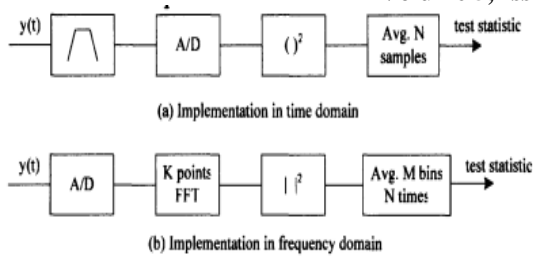 y(t)
A/D
( )²
Avg. N
samples
test statistic
(a) Implementation in time domain
y(t)
A/D
K points
FFT
| |²
Avg. M bins
N times
test statistic
(b) Implementation in frequency domain